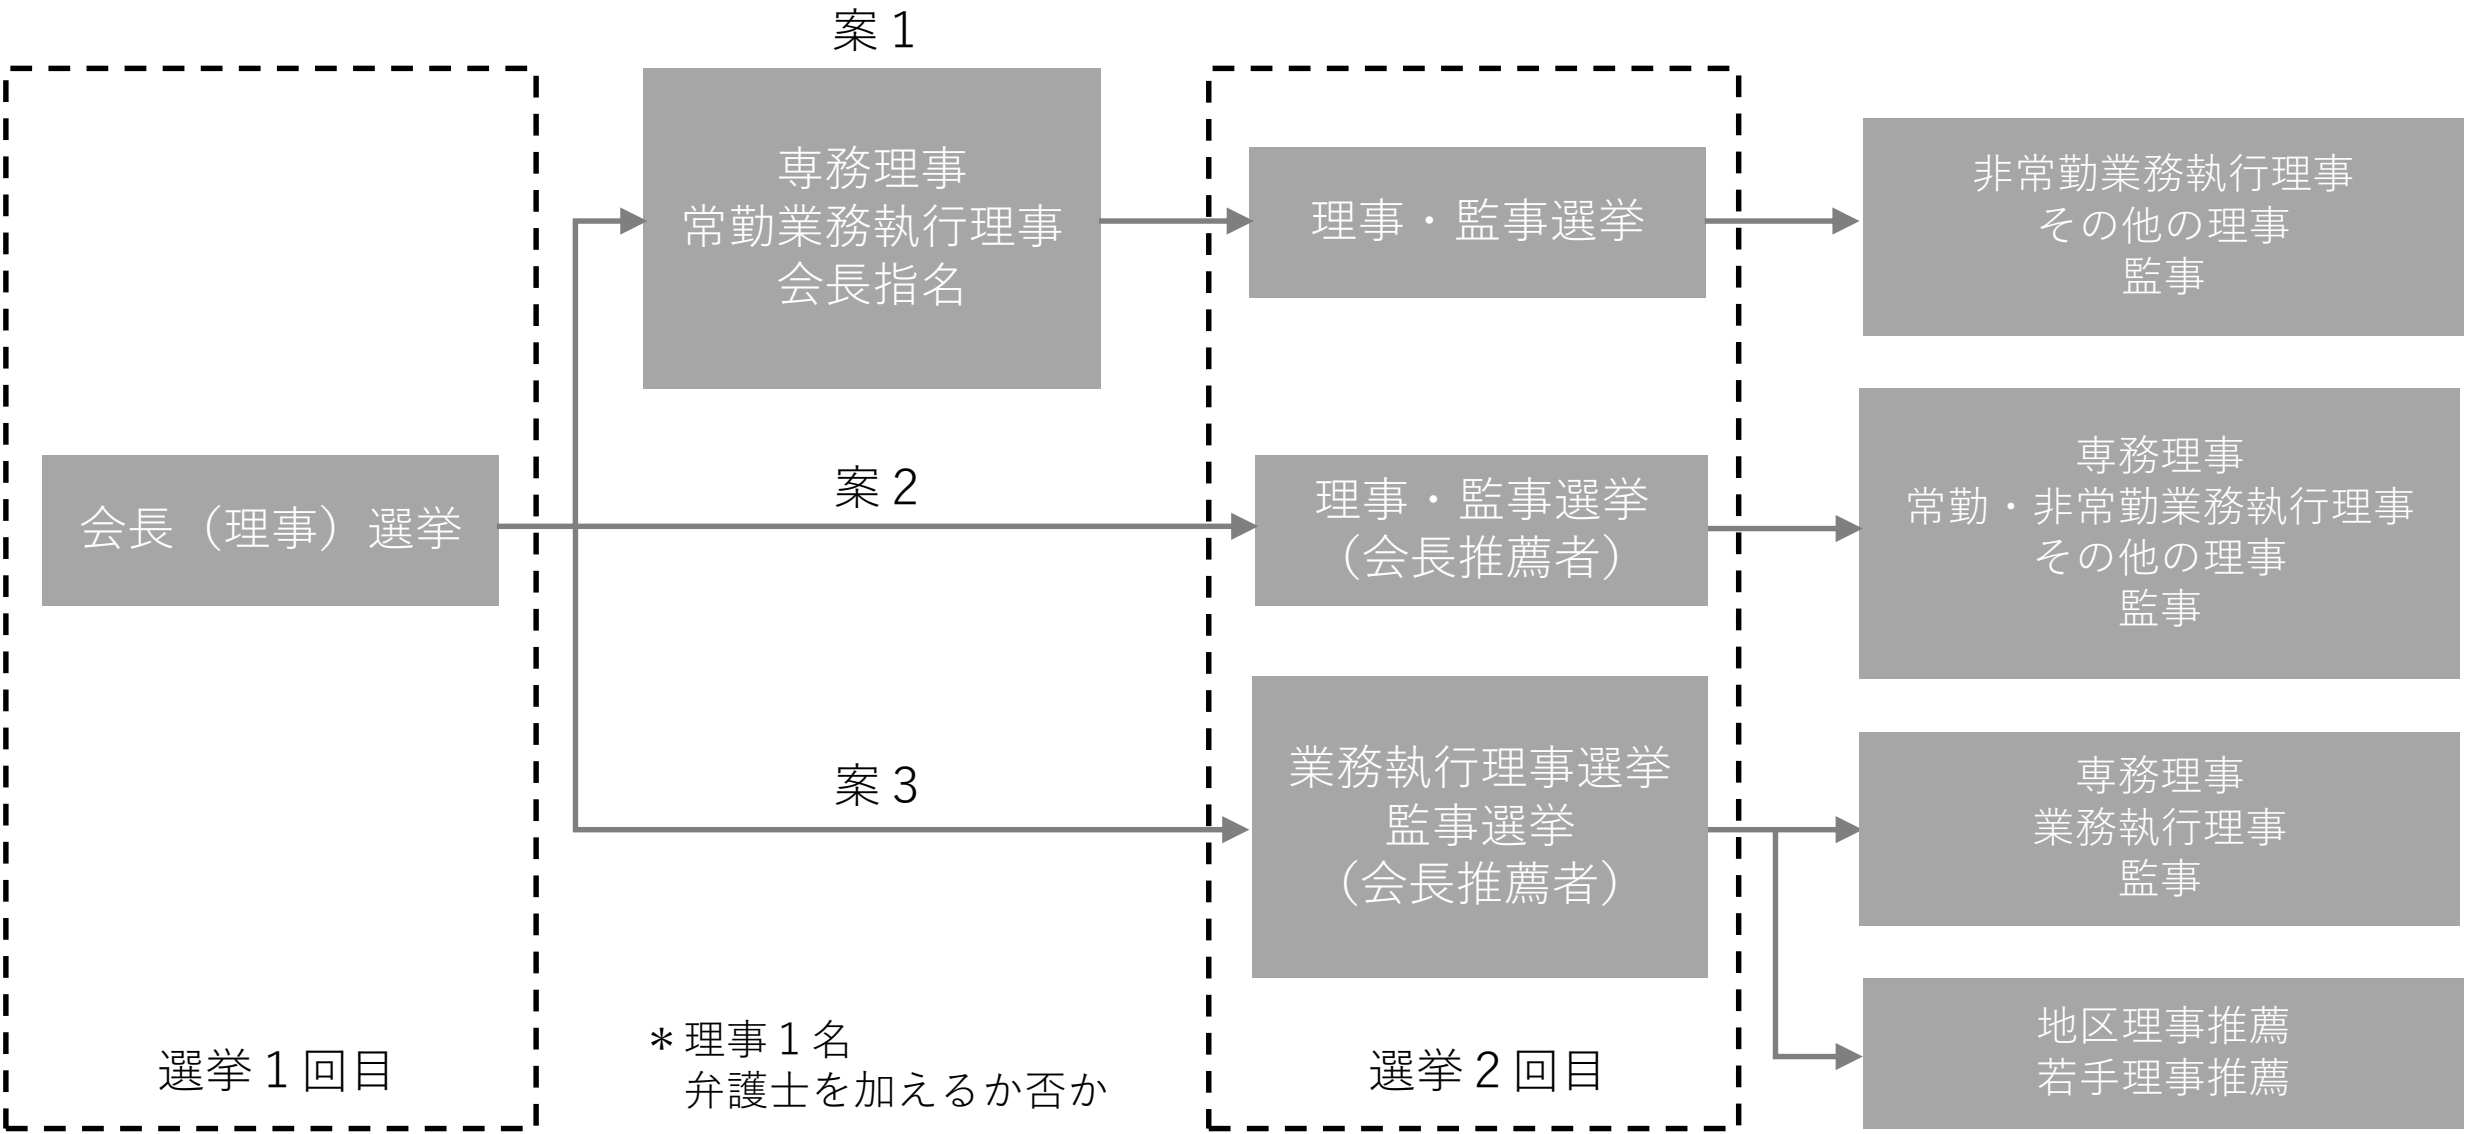 案１
専務理事
常勤業務執行理事
会長指名
理事・監事選挙
非常勤業務執行理事
その他の理事
監事
会長（理事）選挙
案２
理事・監事選挙
（会長推薦者）
専務理事
常勤・非常勤業務執行理事
その他の理事
監事
案３
業務執行理事選挙
監事選挙
（会長推薦者）
専務理事
業務執行理事
監事
地区理事推薦
若手理事推薦
選挙１回目
＊理事１名
弁護士を加えるか否か
選挙２回目